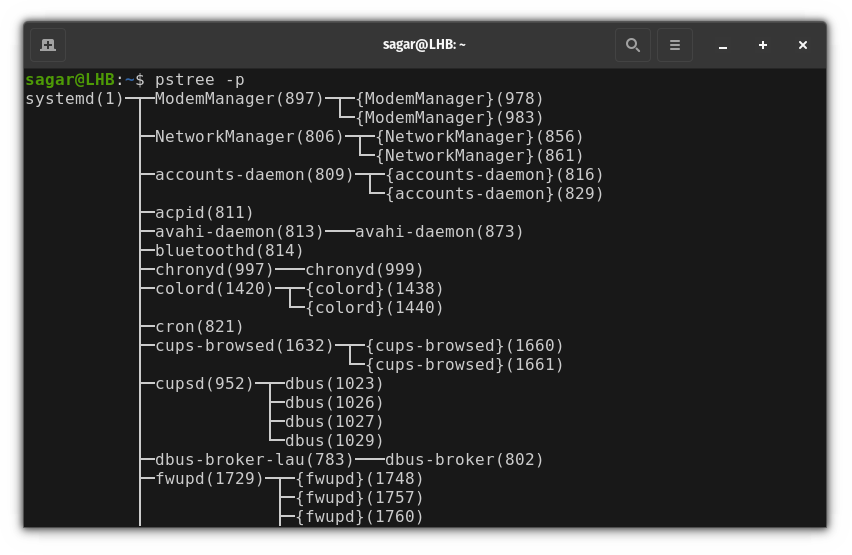 sagar@LHB: ~
sagar@LHB:~$ pstree -p
systemd(1)─┬─ModemManager(897)─┬─{ModemManager}(978)
└─{ModemManager}(983)
├─NetworkManager(806)─┬─{NetworkManager}(856)
└─{NetworkManager}(861)
├─accounts-daemon(809)─┬─{accounts-daemon}(816)
└─{accounts-daemon}(829)
├─acpid(811)
├─avahi-daemon(813)───avahi-daemon(873)
├─bluetoothd(814)
├─chronyd(997)───chronyd(999)
├─colord(1420)─┬─{colord}(1438)
└─{colord}(1440)
├─cron(821)
├─cups-browsed(1632)─┬─{cups-browsed}(1660)
└─{cups-browsed}(1661)
├─cupsd(952)─┬─dbus(1023)
├─dbus(1026)
├─dbus(1027)
└─dbus(1029)
├─dbus-broker-lau(783)───dbus-broker(802)
├─fwupd(1729)─┬─{fwupd}(1748)
├─{fwupd}(1757)
├─{fwupd}(1760)